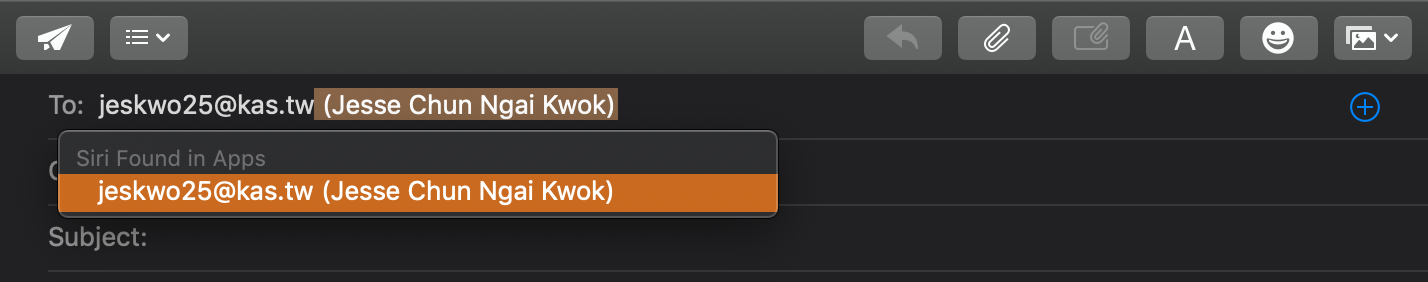 A
To: jeskwo25@kas.tw (Jesse Chun Ngai Kwok)
Siri Found in Apps
jeskwo25@kas.tw (Jesse Chun Ngai Kwok)
Subject: